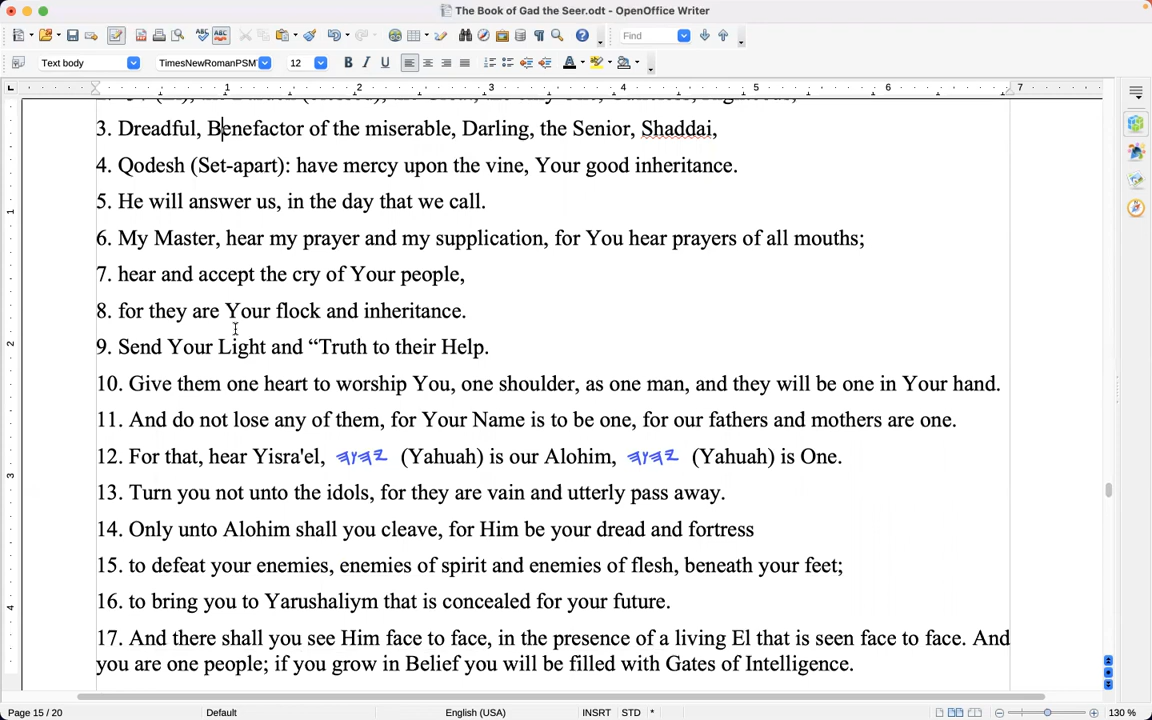 The Book of Gad the Seer.odt - OpenOffice Writer
Find
Text body TimesNewRomanPSMT 12
1 2 3 4 5 6 7
3. Dreadful, Benefactor of the miserable, Darling, the Senior, Shaddai,
4. Qodesh (Set-apart): have mercy upon the vine, Your good inheritance.
5. He will answer us, in the day that we call.
6. My Master, hear my prayer and my supplication, for You hear prayers of all mouths;
7. hear and accept the cry of Your people,
8. for they are Your flock and inheritance.
9. Send Your Light and “Truth to their Help.
10. Give them one heart to worship You, one shoulder, as one man, and they will be one in Your hand.
11. And do not lose any of them, for Your Name is to be one, for our fathers and mothers are one.
12. For that, hear Yisra'el, 𐤉𐤄𐤅𐤄 (Yahuah) is our Alohim, 𐤉𐤄𐤅𐤄 (Yahuah) is One.
13. Turn you not unto the idols, for they are vain and utterly pass away.
14. Only unto Alohim shall you cleave, for Him be your dread and fortress
15. to defeat your enemies, enemies of spirit and enemies of flesh, beneath your feet;
16. to bring you to Yarushaliym that is concealed for your future.
17. And there shall you see Him face to face, in the presence of a living El that is seen face to face. And
you are one people; if you grow in Belief you will be filled with Gates of Intelligence.
Page 15 / 20 Default English (USA) INSRT STD * 130 %